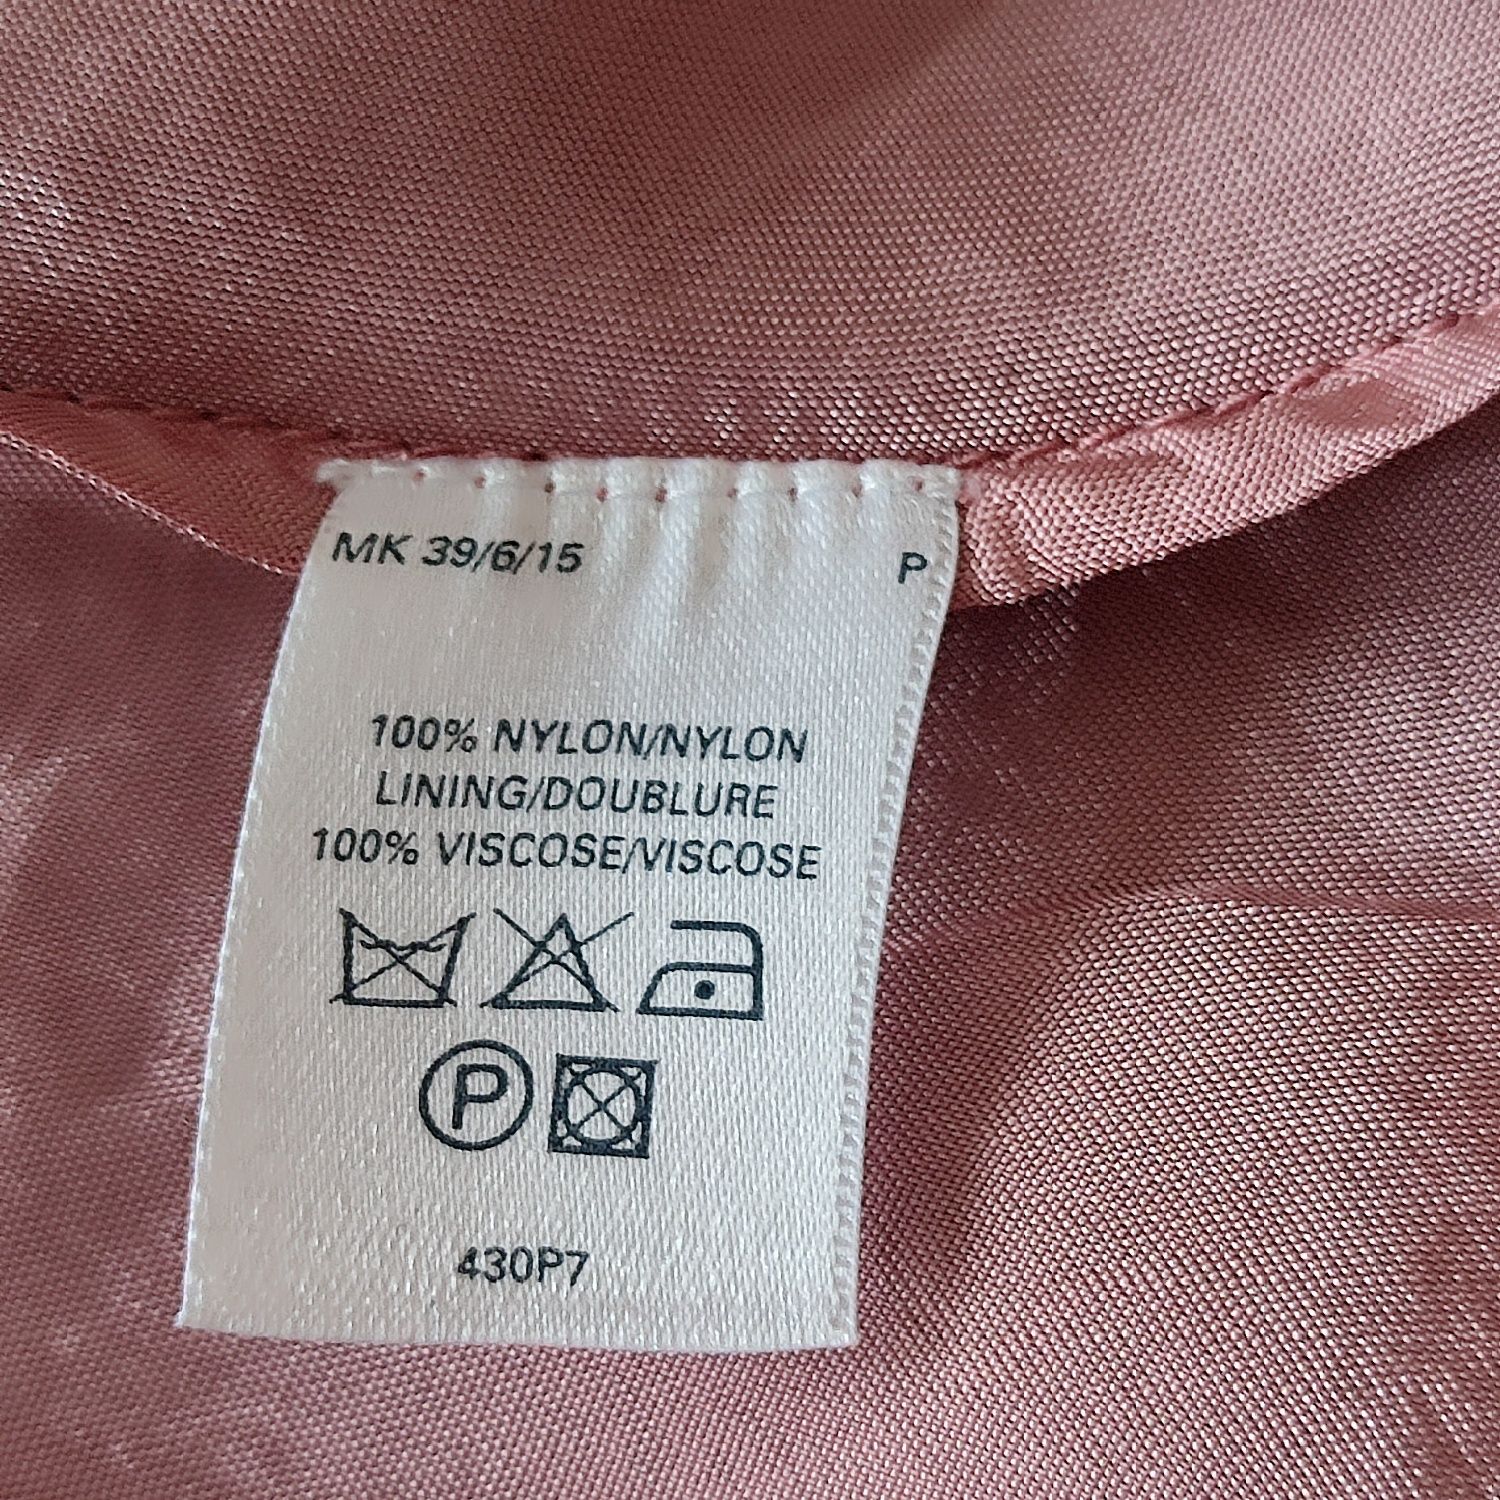 MK 39/6/15 P
100% NYLON/NYLON
LINING/DOUBLURE
100% VISCOSE/VISCOSE
P
430P7